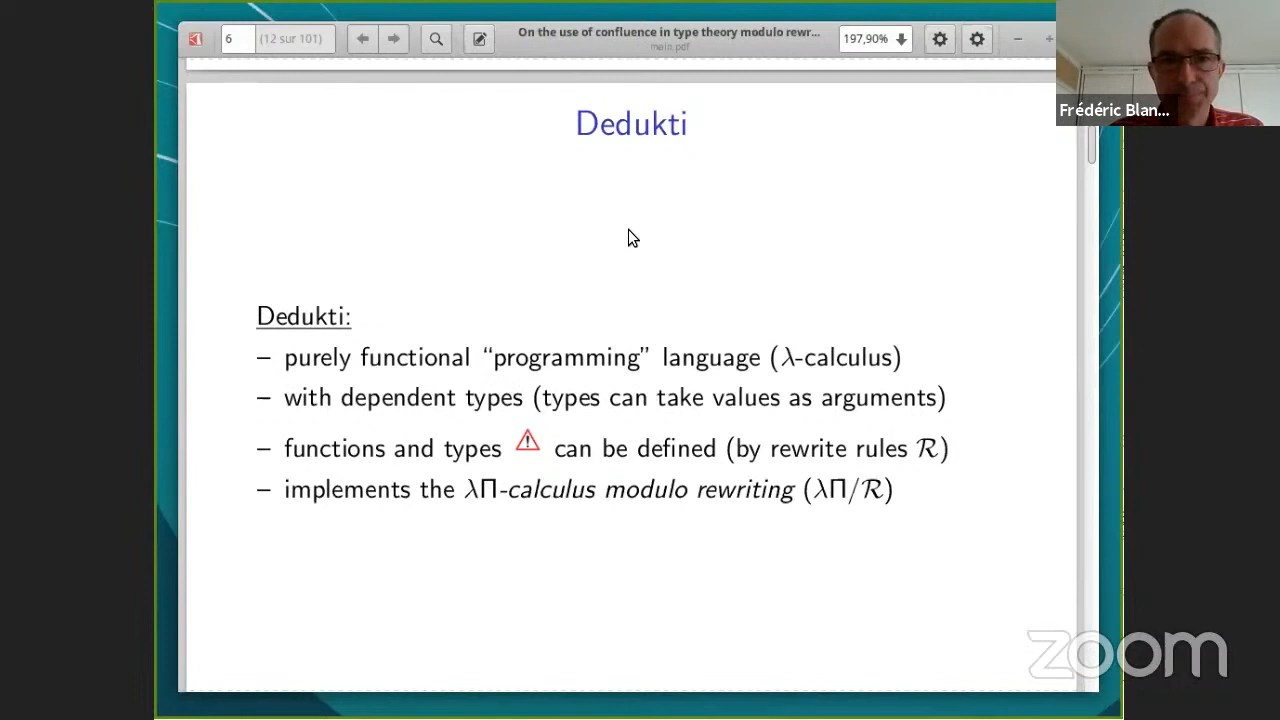 6 (12 sur 101) On the use of confluence in type theory modulo rewr... 197,90%
main.pdf
Frédéric Blan...
Dedukti
Dedukti:
– purely functional “programming” language (λ-calculus)
– with dependent types (types can take values as arguments)
– functions and types ⚠ can be defined (by rewrite rules ℛ)
– implements the λΠ-calculus modulo rewriting (λΠ/ℛ)
zoom